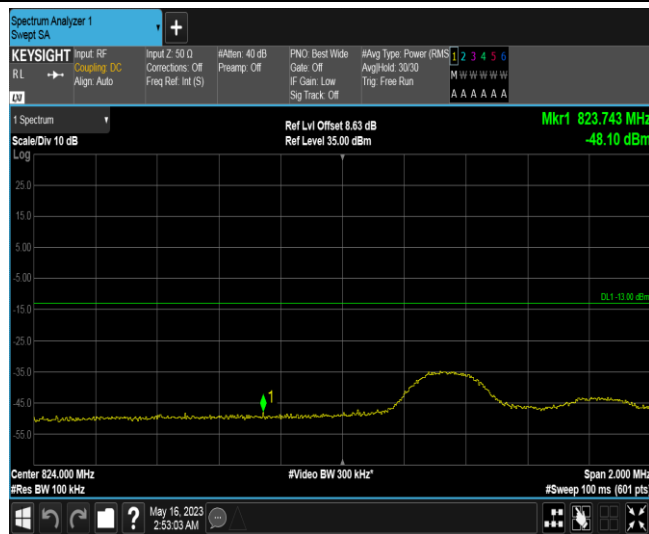 Spectrum Analyzer 1
Swept SA
+
KEYSIGHT
RL
LXI
Input: RF
Coupling: DC
Align: Auto
Input Z: 50 Ω
Corrections: Off
Freq Ref: Int (S)
#Atten: 40 dB
Preamp: Off
PNO: Best Wide
Gate: Off
IF Gain: Low
Sig Track: Off
#Avg Type: Power (RMS
Avg|Hold: 30/30
Trig: Free Run
1 2 3 4 5 6
M W W W W W
A A A A A A
1 Spectrum
Scale/Div 10 dB
Log
Ref Lvl Offset 8.63 dB
Ref Level 35.00 dBm
Mkr1 823.743 MHz
-48.10 dBm
25.0
15.0
5.00
-5.00
DL1 -13.00 dBm
-15.0
-25.0
-35.0
1
-45.0
-55.0
Center 824.000 MHz
#Res BW 100 kHz
#Video BW 300 kHz*
Span 2.000 MHz
#Sweep 100 ms (601 pts)
?
May 16, 2023
2:53:03 AM